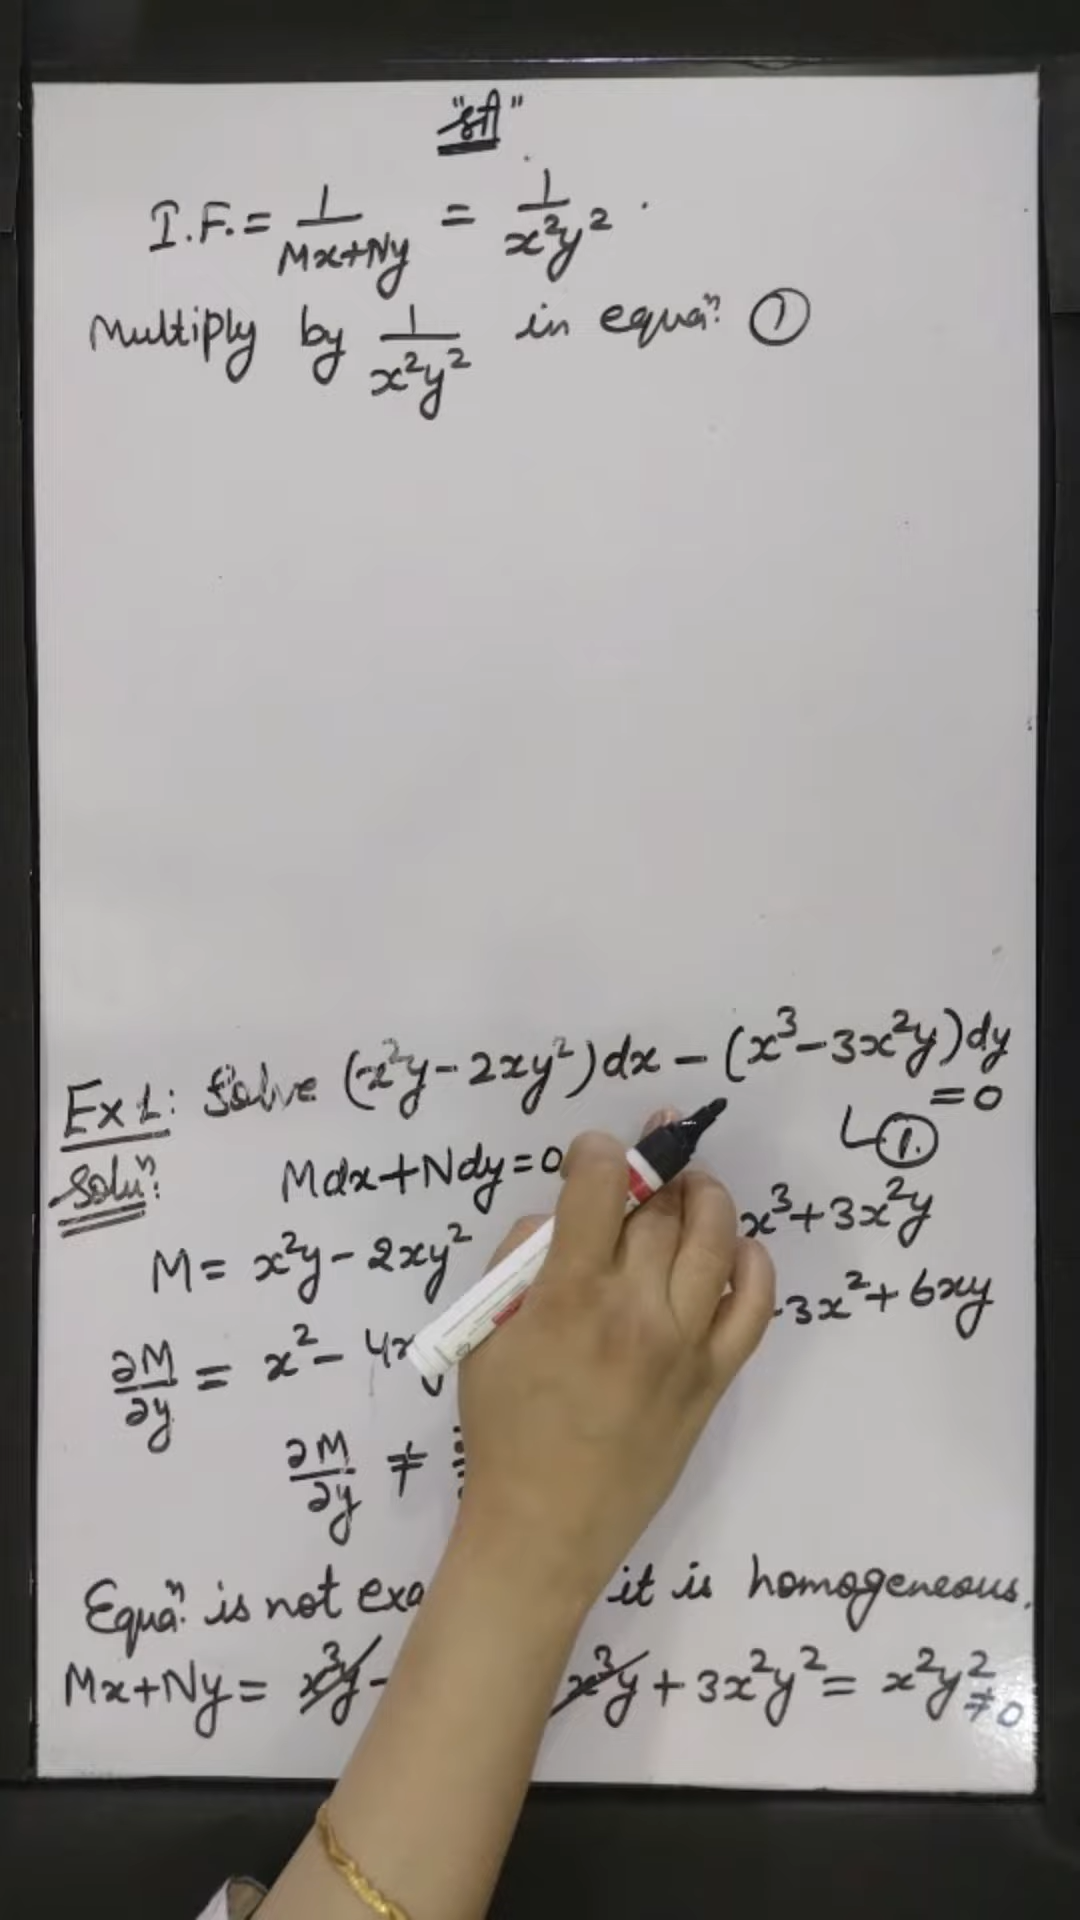 "SA"
I.F. = 1/(Mx+Ny) = 1/(x²y²).
Multiply by 1/(x²y²) in equaⁿ. ①
Ex 1: Solve (x²y - 2xy²)dx - (x³ - 3x²y)dy = 0
①.
Soluⁿ: Mdx + Ndy = 0
M = x²y - 2xy² x³ + 3x²y
∂M/∂y = x² - 4x 3x² + 6xy
∂M/∂y ≠
Equaⁿ. is not exa it is homogeneous.
Mx+Ny = x³y - x³y + 3x²y² = x²y² ≠ 0